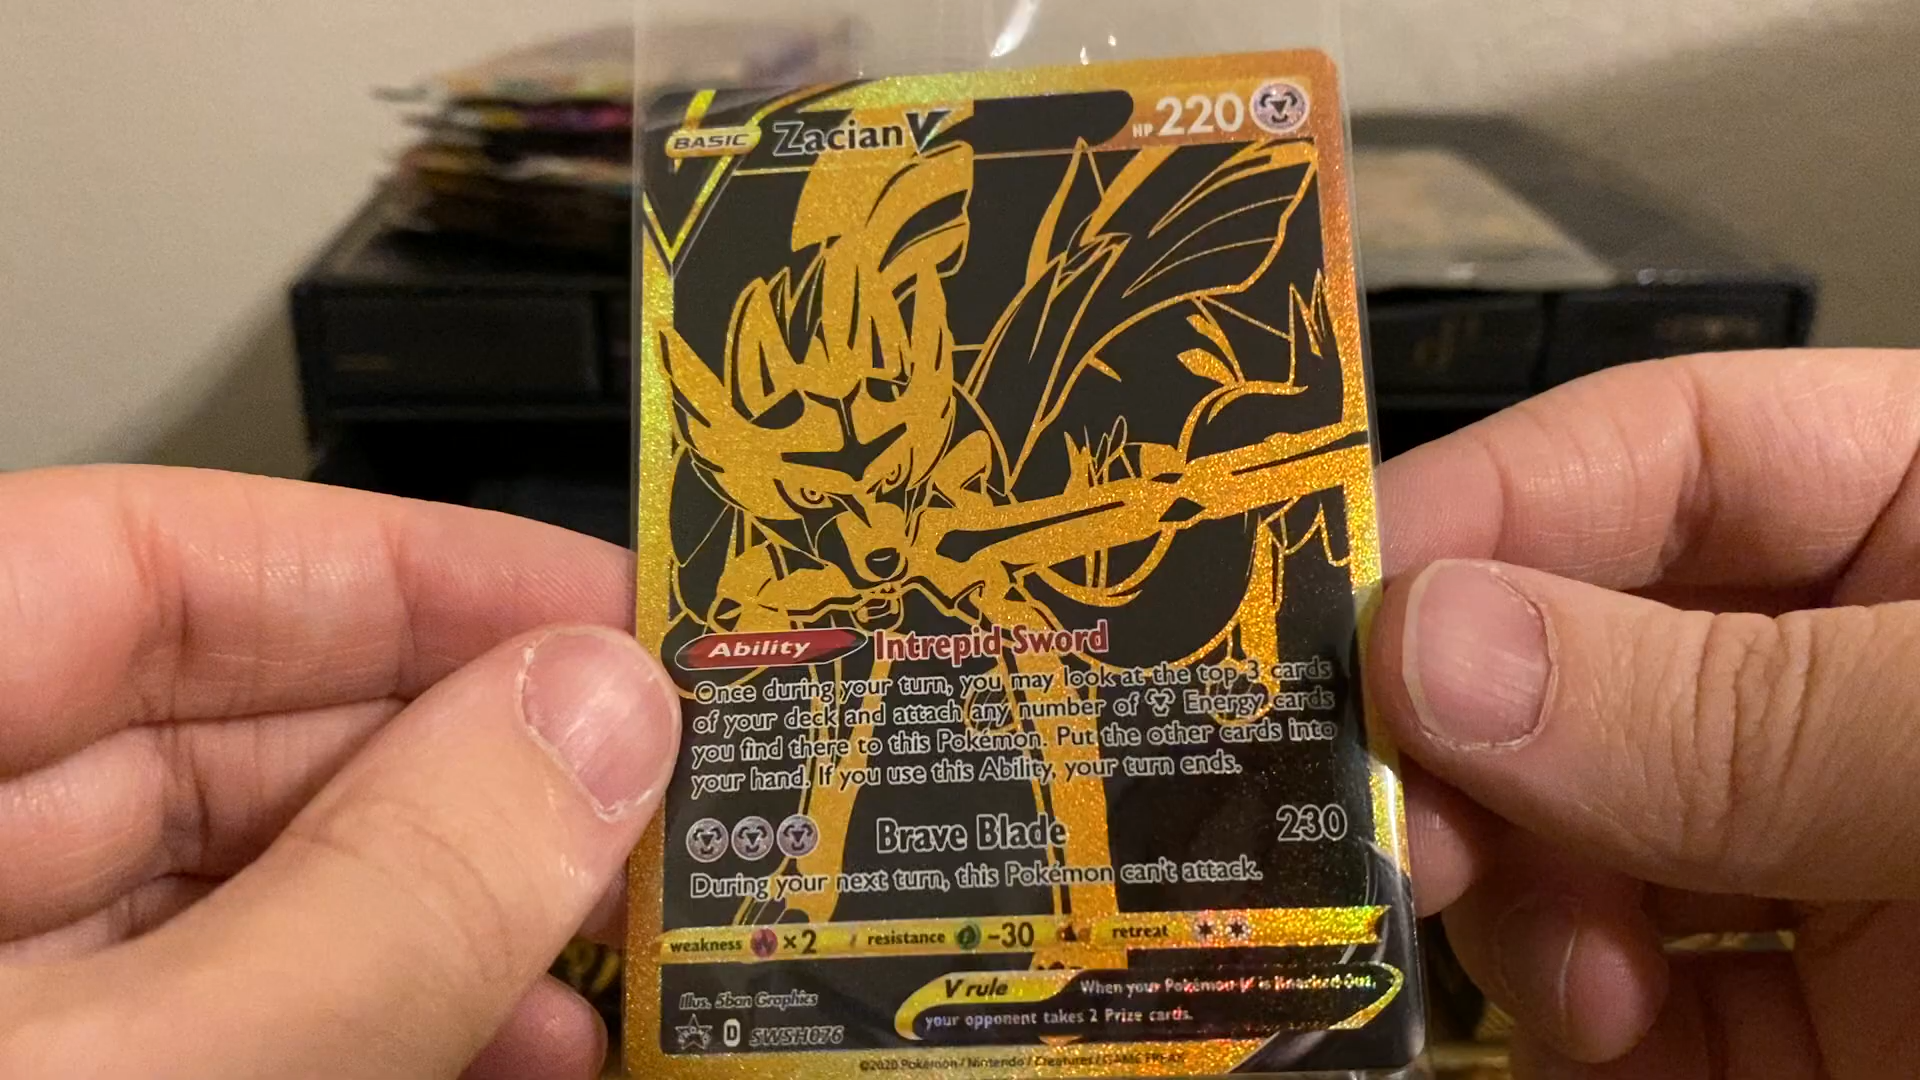 BASIC Zacian V HP 220
Ability Intrepid Sword
Once during your turn, you may look at the top 3 cards
of your deck and attach any number of Energy cards
you find there to this Pokémon. Put the other cards into
your hand. If you use this Ability, your turn ends.
Brave Blade 230
During your next turn, this Pokémon can't attack.
weakness ×2 resistance -30 retreat
V rule When your Pokémon V is Knocked Out,
your opponent takes 2 Prize cards.
Illus. 5ban Graphics
D SWSH076
©2020 Pokémon / Nintendo / Creatures / GAME FREAK